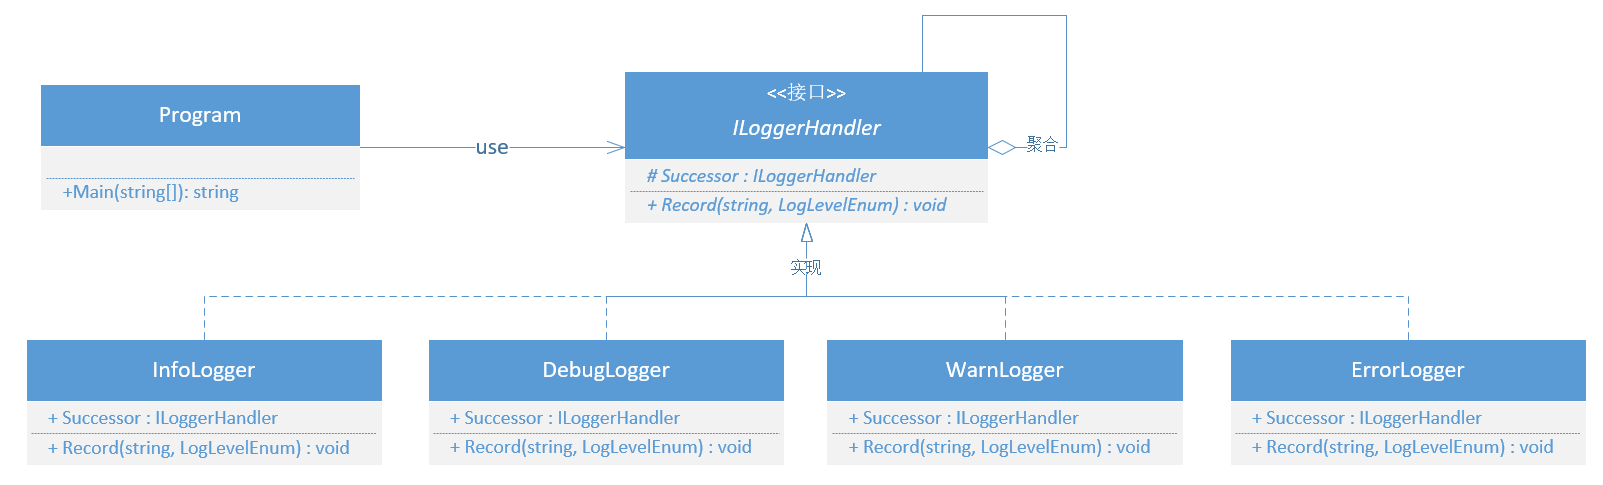 Program
+Main(string[]): string
use
<<接口>>
ILoggerHandler
# Successor : ILoggerHandler
+ Record(string, LogLevelEnum) : void
聚合
实现
InfoLogger
+ Successor : ILoggerHandler
+ Record(string, LogLevelEnum) : void
DebugLogger
+ Successor : ILoggerHandler
+ Record(string, LogLevelEnum) : void
WarnLogger
+ Successor : ILoggerHandler
+ Record(string, LogLevelEnum) : void
ErrorLogger
+ Successor : ILoggerHandler
+ Record(string, LogLevelEnum) : void